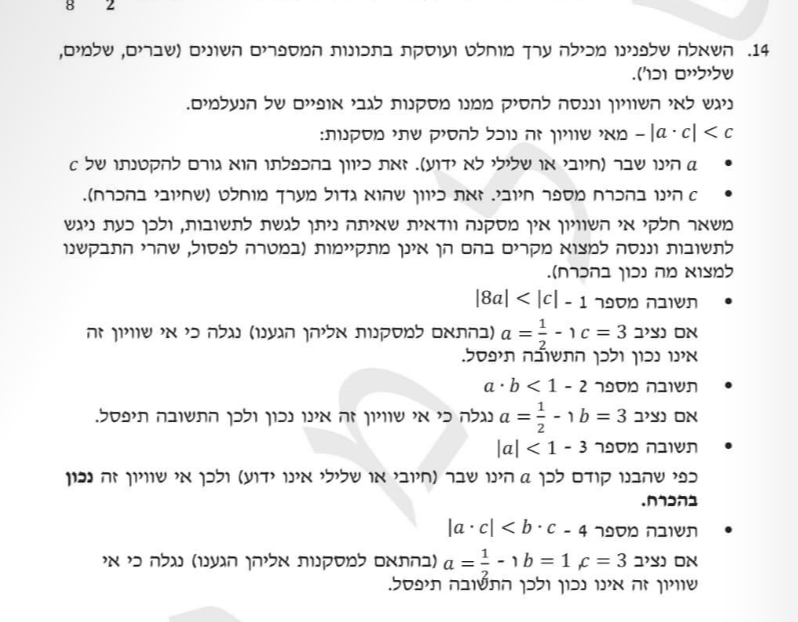 8 2
14. השאלה שלפנינו מכילה ערך מוחלט ועוסקת בתכונות המספרים השונים (שברים, שלמים,
שליליים וכו').
ניגש לאי השוויון וננסה להסיק ממנו מסקנות לגבי אופיים של הנעלמים.
|a · c| < c – מאי שוויון זה נוכל להסיק שתי מסקנות:
• a הינו שבר (חיובי או שלילי לא ידוע). זאת כיוון בהכפלתו הוא גורם להקטנתו של c
• c הינו בהכרח מספר חיובי. זאת כיוון שהוא גדול מערך מוחלט (שחיובי בהכרח).
משאר חלקי אי השוויון אין מסקנה וודאית שאיתה ניתן לגשת לתשובות, ולכן כעת ניגש
לתשובות וננסה למצוא מקרים בהם הן אינן מתקיימות (במטרה לפסול, שהרי התבקשנו
למצוא מה נכון בהכרח).
• תשובה מספר 1 - |8a| < |c|
אם נציב c = 3 ו - a = 1/2 (בהתאם למסקנות אליהן הגענו) נגלה כי אי שוויון זה
אינו נכון ולכן התשובה תיפסל.
• תשובה מספר 2 - a · b < 1
אם נציב b = 3 ו - a = 1/2 נגלה כי אי שוויון זה אינו נכון ולכן התשובה תיפסל.
• תשובה מספר 3 - |a| < 1
כפי שהבנו קודם לכן a הינו שבר (חיובי או שלילי אינו ידוע) ולכן אי שוויון זה נכון
בהכרח.
• תשובה מספר 4 - |a · c| < b · c
אם נציב c = 3, b = 1 ו - a = 1/2 (בהתאם למסקנות אליהן הגענו) נגלה כי אי
שוויון זה אינו נכון ולכן התשובה תיפסל.